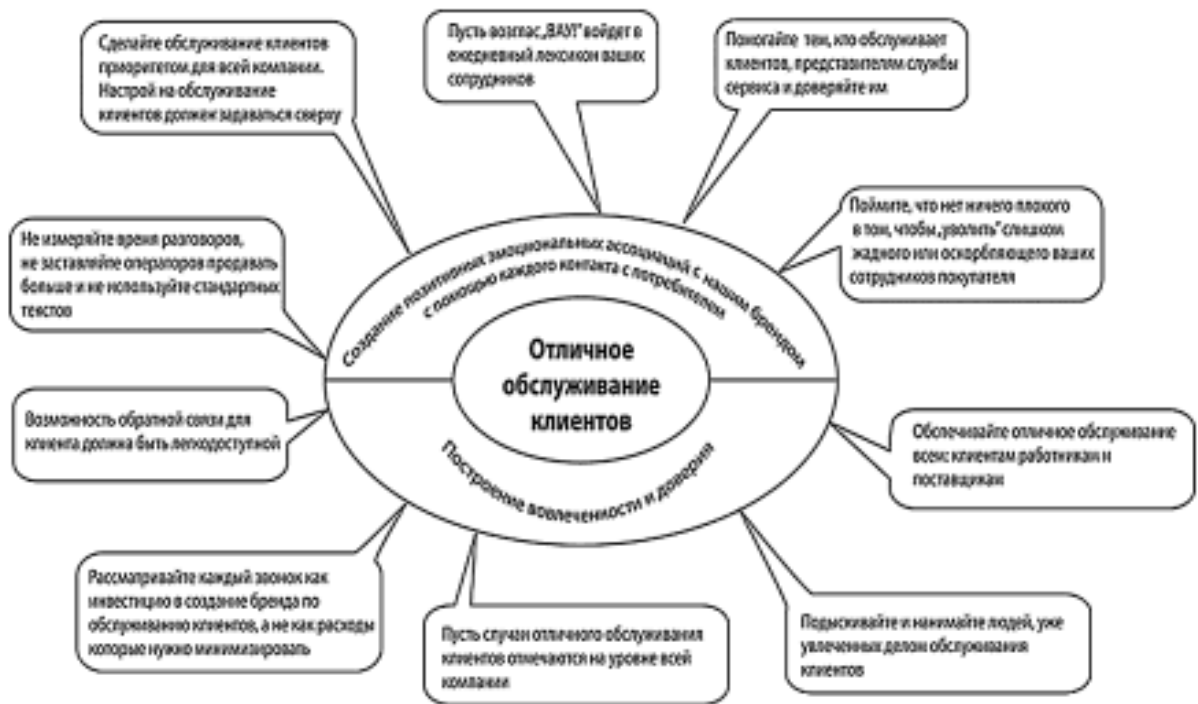 Сделайте обслуживание клиентов
приоритетом для всей компании.
Настрой на обслуживание
клиентов должен задаваться сверху
Пусть возглас „ВАУ!” войдет в
ежедневный лексикон ваших
сотрудников
Помогайте тем, кто обслуживает
клиентов, представителям службы
сервиса и доверяйте им
Не измеряйте время разговоров,
не заставляйте операторов продавать
больше и не используйте стандартных
текстов
Поймите, что нет ничего плохого
в том, чтобы „уволить” слишком
жадного или оскорбляющего ваших
сотрудников покупателя
Создание позитивных эмоциональных ассоциаций с нашим брендом
с помощью каждого контакта с потребителем
Отличное
обслуживание
клиентов
Построение вовлеченности и доверия
Возможность обратной связи для
клиента должна быть легкодоступной
Обспечивайте отличное обслуживание
всем: клиентам работникам и
поставщикам
Рассматривайте каждый звонок как
инвестицию в создание бренда по
обслуживанию клиентов, а не как расходы
которые нужно минимизировать
Пусть случаи отличного обслуживания
клиентов отмечаются на уровне всей
компании
Подыскивайте и нанимайте людей, уже
увлеченных делом обслуживания
клиентов